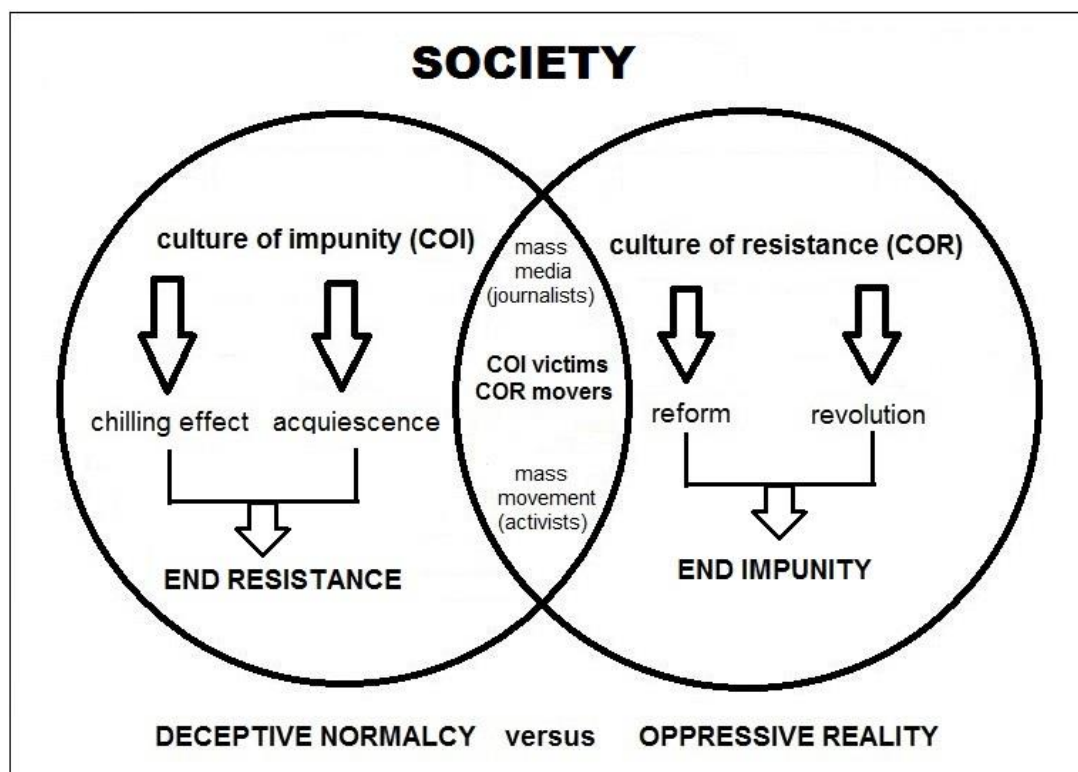 SOCIETY
culture of impunity (COI)
chilling effect acquiescence
END RESISTANCE
mass
media
(journalists)
COI victims
COR movers
mass
movement
(activists)
culture of resistance (COR)
reform revolution
END IMPUNITY
DECEPTIVE NORMALCY versus OPPRESSIVE REALITY